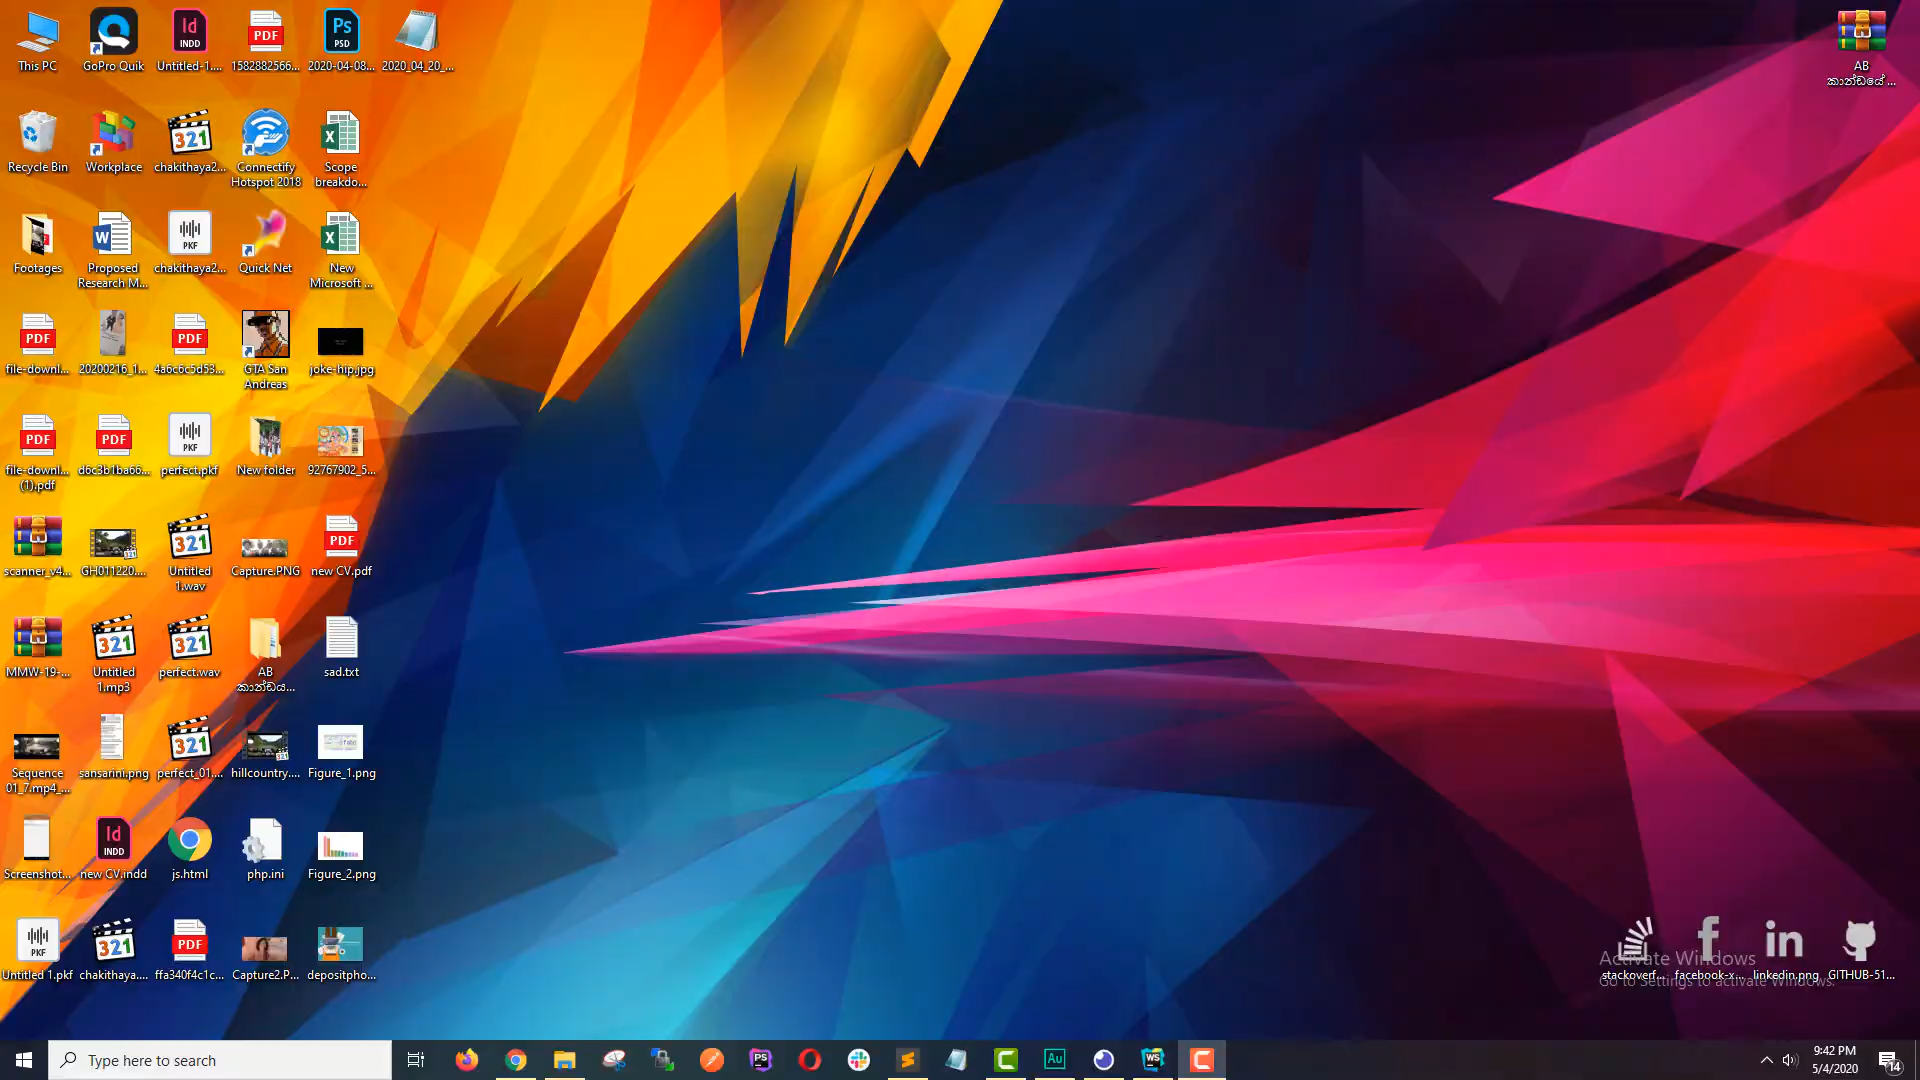 This PC
GoPro Quik
Untitled-1....
1582882566...
2020-04-08...
2020_04_20_...
AB
කාන්ඩයේ ...
Recycle Bin
Workplace
chakithaya2...
Connectify
Hotspot 2018
Scope
breakdo...
Footages
Proposed
Research M...
chakithaya2...
Quick Net
New
Microsoft ...
file-downl...
20200216_1...
4a6c6c5d53...
GTA San
Andreas
joke-hip.jpg
file-downl...
(1).pdf
d6c3b1ba66...
perfect.pkf
New folder
92767902_5...
scanner_v4...
GH011220....
Untitled
1.wav
Capture.PNG
new CV.pdf
MMW-19-...
Untitled
1.mp3
perfect.wav
AB
කාන්ඩය...
sad.txt
Sequence
01_7.mp4_...
sansarini.png
perfect_01....
hillcountry....
Figure_1.png
Screenshot...
new CV.indd
js.html
php.ini
Figure_2.png
Untitled 1.pkf
chakithaya....
ffa340f4c1c...
Capture2.P...
depositpho...
stackoverf...
facebook-x...
linkedin.png
GITHUB-51...
Activate Windows
Go to Settings to activate Windows.
Type here to search
9:42 PM
5/4/2020
14